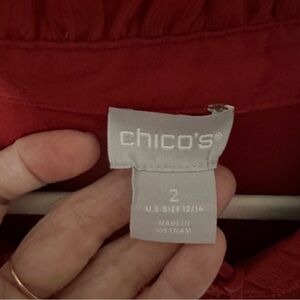 chico's®
2
U.S. SIZE 12/14
MADE IN
VIETNAM